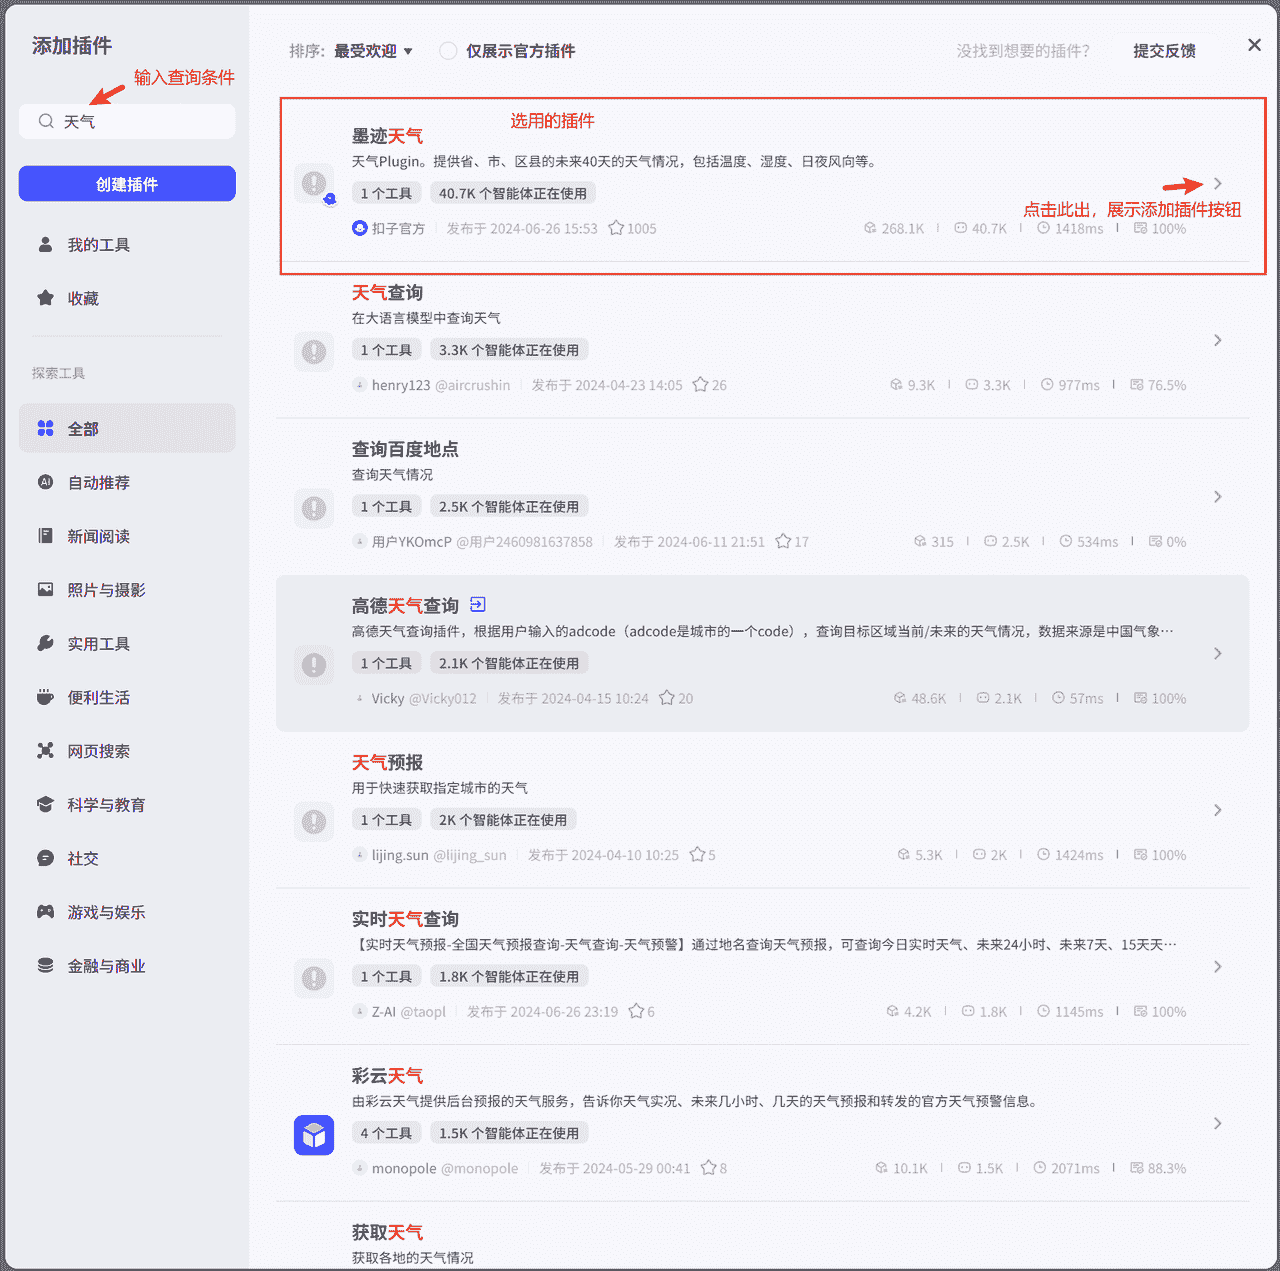 添加插件
输入查询条件
天气
创建插件
我的工具
收藏
探索工具
全部
自动推荐
新闻阅读
照片与摄影
实用工具
便利生活
网页搜索
科学与教育
社交
游戏与娱乐
金融与商业
排序: 最受欢迎 仅展示官方插件 没找到想要的插件? 提交反馈
选用的插件
墨迹天气
天气Plugin。提供省、市、区县的未来40天的天气情况，包括温度、湿度、日夜风向等。
1 个工具 40.7K 个智能体正在使用
点击此出，展示添加插件按钮
扣子官方 发布于 2024-06-26 15:53 1005 268.1K 40.7K 1418ms 100%
天气查询
在大语言模型中查询天气
1 个工具 3.3K 个智能体正在使用
henry123 @aircrushin 发布于 2024-04-23 14:05 26 9.3K 3.3K 977ms 76.5%
查询百度地点
查询天气情况
1 个工具 2.5K 个智能体正在使用
用户YKOmcP @用户2460981637858 发布于 2024-06-11 21:51 17 315 2.5K 534ms 0%
高德天气查询
高德天气查询插件，根据用户输入的adcode（adcode是城市的一个code），查询目标区域当前/未来的天气情况，数据来源是中国气象…
1 个工具 2.1K 个智能体正在使用
Vicky @Vicky012 发布于 2024-04-15 10:24 20 48.6K 2.1K 57ms 100%
天气预报
用于快速获取指定城市的天气
1 个工具 2K 个智能体正在使用
lijing.sun @lijing_sun 发布于 2024-04-10 10:25 5 5.3K 2K 1424ms 100%
实时天气查询
【实时天气预报-全国天气预报查询-天气查询-天气预警】通过地名查询天气预报，可查询今日实时天气、未来24小时、未来7天、15天天…
1 个工具 1.8K 个智能体正在使用
Z-AI @taopl 发布于 2024-06-26 23:19 6 4.2K 1.8K 1145ms 100%
彩云天气
由彩云天气提供后台预报的天气服务，告诉你天气实况、未来几小时、几天的天气预报和转发的官方天气预警信息。
4 个工具 1.5K 个智能体正在使用
monopole @monopole 发布于 2024-05-29 00:41 8 10.1K 1.5K 2071ms 88.3%
获取天气
获取各地的天气情况